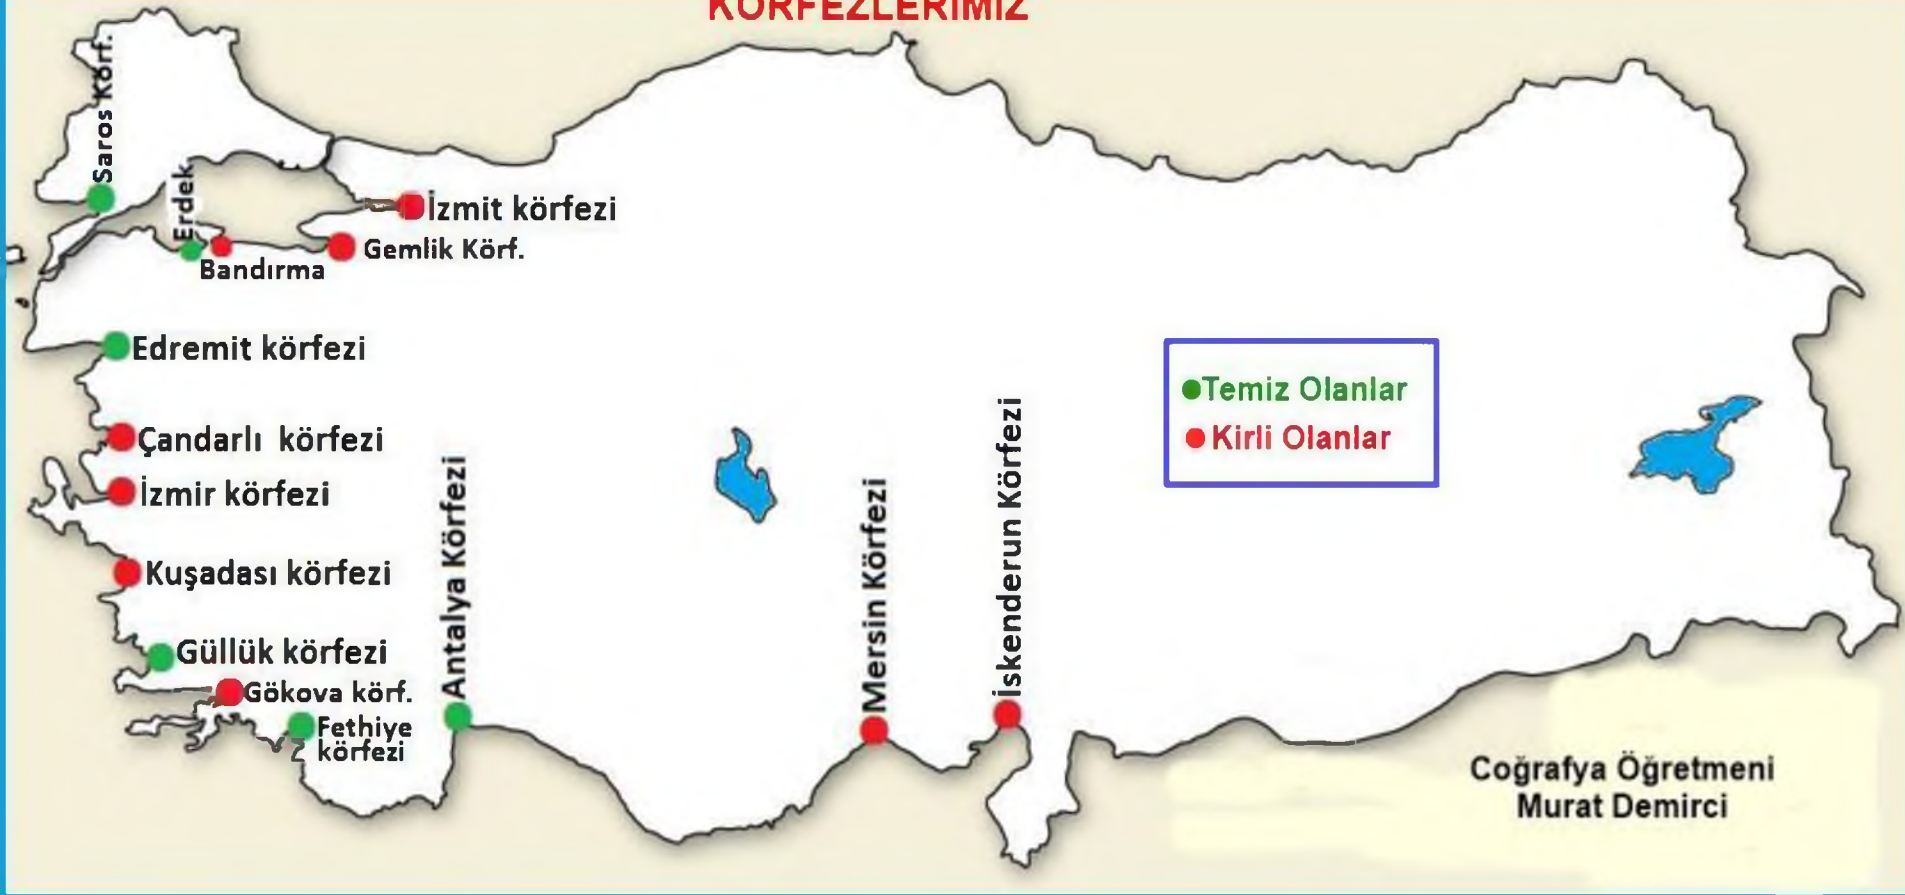 KÖRFEZLERİMİZ
Saros Körf.
Erdek
İzmit körfezi
Gemlik Körf.
Bandırma
Edremit körfezi
Çandarlı körfezi
İzmir körfezi
Kuşadası körfezi
Güllük körfezi
Gökova körf.
Fethiye
körfezi
Antalya Körfezi
Mersin Körfezi
İskenderun Körfezi
Temiz Olanlar
Kirli Olanlar
Coğrafya Öğretmeni
Murat Demirci